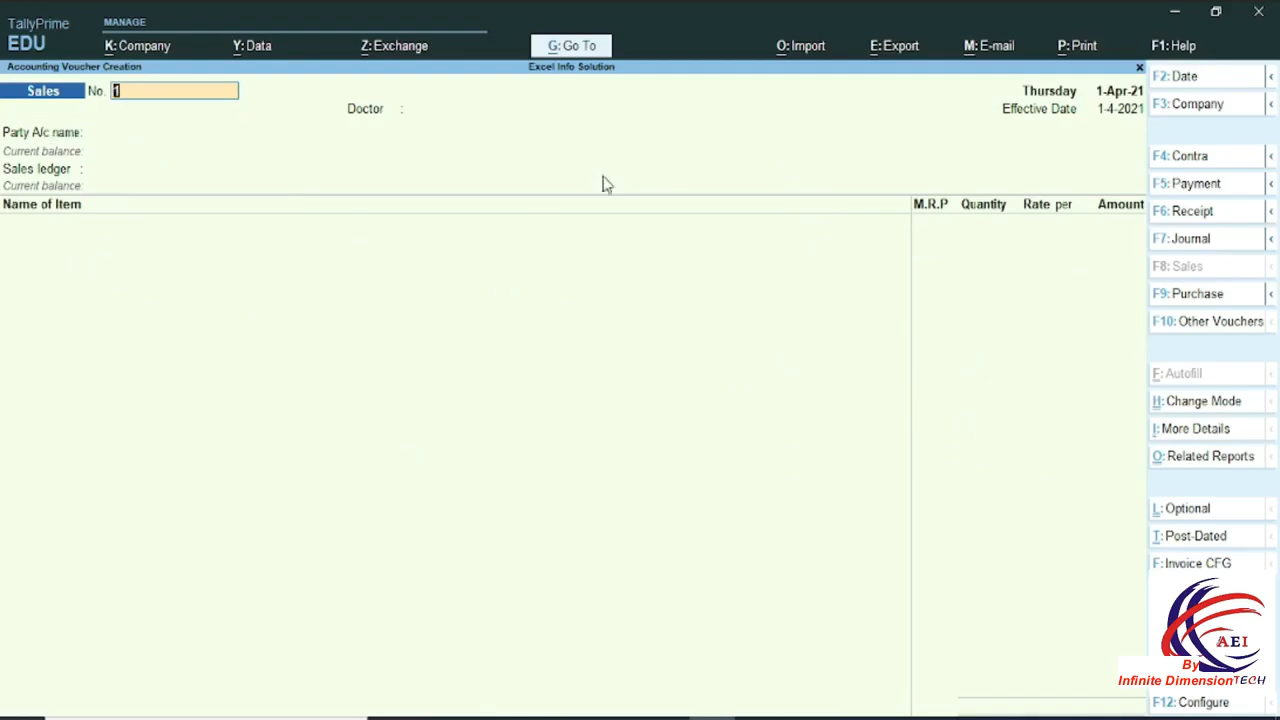 TallyPrime
EDU
MANAGE
K: Company Y: Data Z: Exchange G: Go To O: Import E: Export M: E-mail P: Print F1: Help
Accounting Voucher Creation Excel Info Solution x
Sales No. 1 Thursday 1-Apr-21
Doctor : Effective Date 1-4-2021
Party A/c name:
Current balance:
Sales ledger :
Current balance:
Name of Item M.R.P Quantity Rate per Amount
F2: Date
F3: Company
F4: Contra
F5: Payment
F6: Receipt
F7: Journal
F8: Sales
F9: Purchase
F10: Other Vouchers
F: Autofill
H: Change Mode
I: More Details
O: Related Reports
L: Optional
T: Post-Dated
F: Invoice CFG
AEI
By
Infinite Dimension TECH
F12: Configure